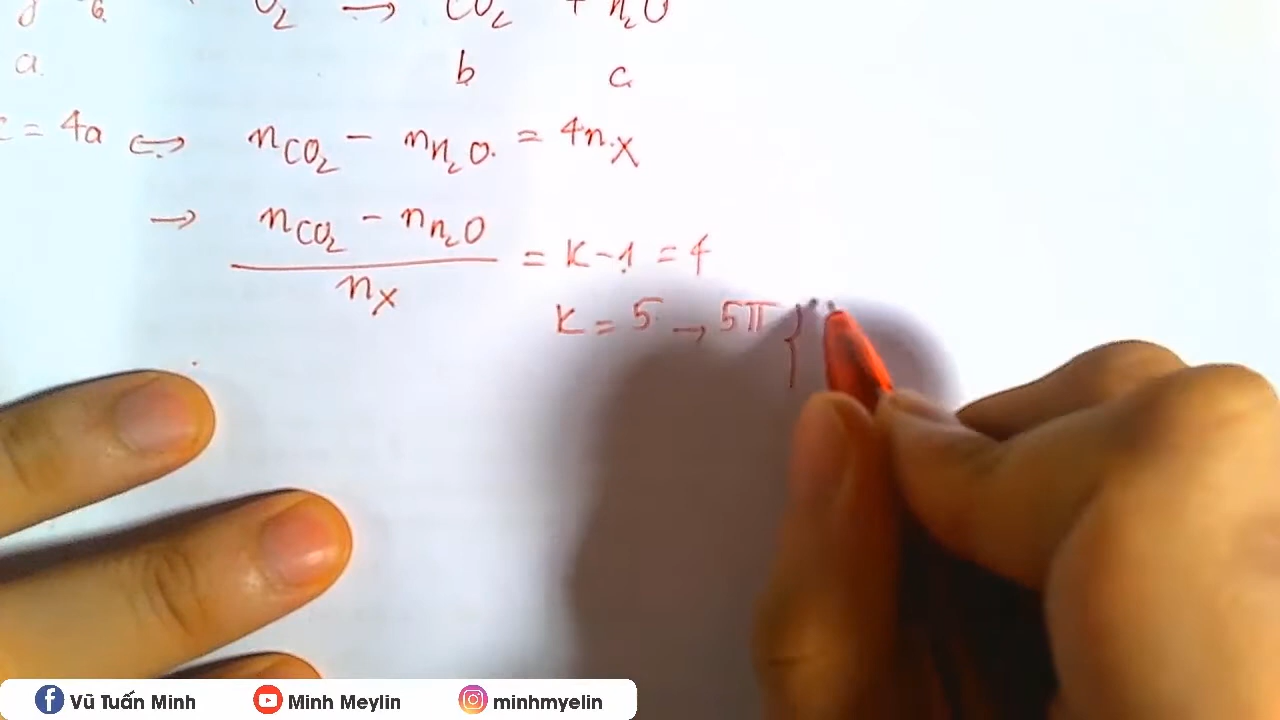 O₂ → CO₂ + H₂O
a b c
= 4a ⟺ nCO₂ − nH₂O = 4nX
→ nCO₂ − nH₂O / nX = K − 1 = 4
K = 5 → 5π {
Vũ Tuấn Minh Minh Meylin minhmyelin